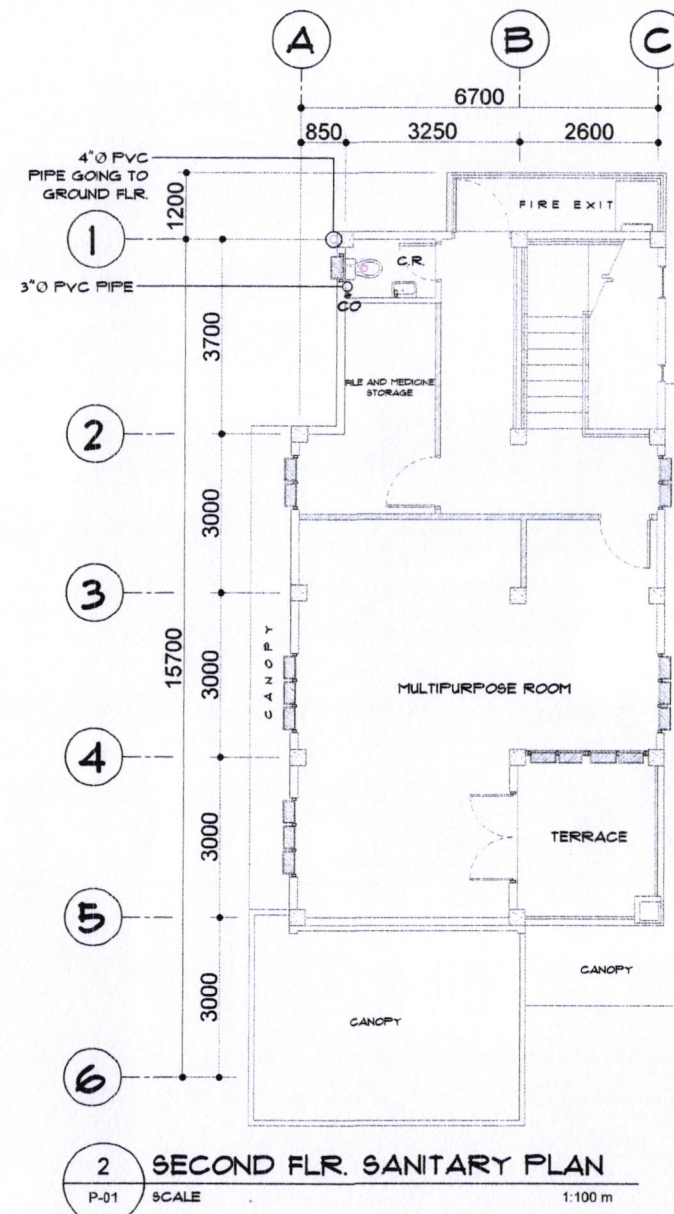 A
B
C
6700
850
3250
2600
4"Ø PVC
PIPE GOING TO
GROUND FLR.
1200
FIRE EXIT
1
C.R.
3"Ø PVC PIPE
CO
3700
FILE AND MEDICINE
STORAGE
2
3000
3
15700
CANOPY
3000
MULTIPURPOSE ROOM
4
3000
TERRACE
5
CANOPY
3000
CANOPY
6
2
P-01
SECOND FLR. SANITARY PLAN
SCALE
1:100 m